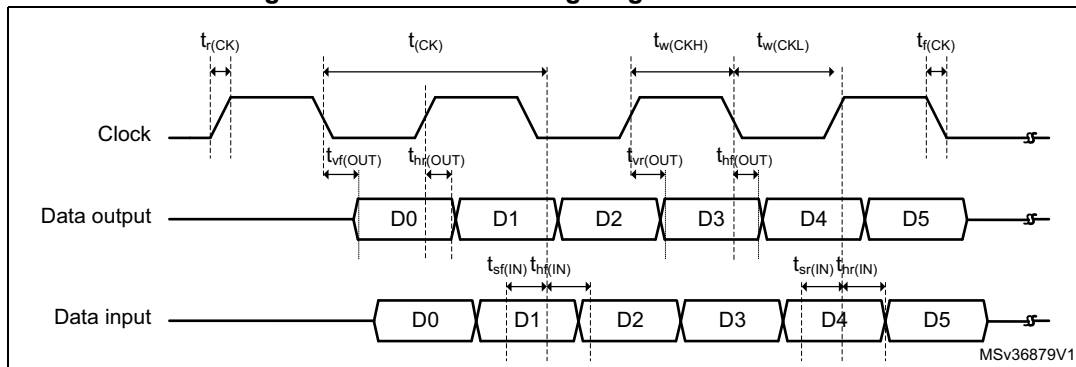 tr(CK) t(CK) tw(CKH) tw(CKL) tf(CK)
Clock
tvf(OUT) thr(OUT) tvr(OUT) thf(OUT)
Data output D0 D1 D2 D3 D4 D5
tsf(IN) thf(IN) tsr(IN) thr(IN)
Data input D0 D1 D2 D3 D4 D5
MSv36879V1